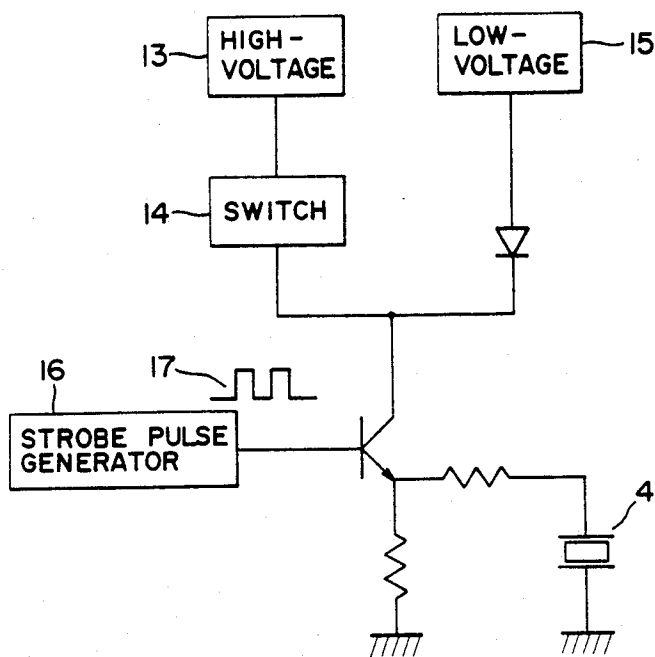 13
HIGH-
VOLTAGE
LOW-
VOLTAGE
15
14
SWITCH
16
17
STROBE PULSE
GENERATOR
4